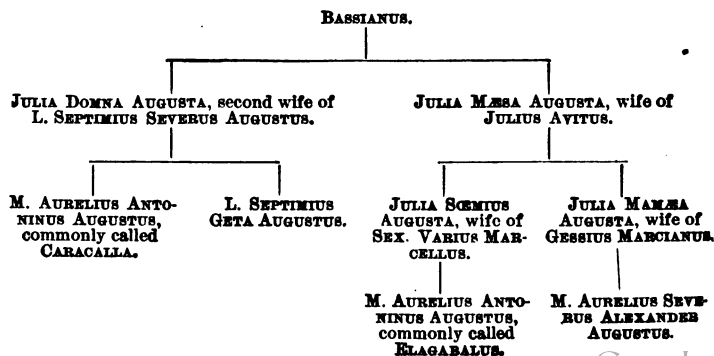 BASSIANUS.
JULIA DOMNA AUGUSTA, second wife of
L. SEPTIMIUS SEVERUS AUGUSTUS.
JULIA MÆSA AUGUSTA, wife of
JULIUS AVITUS.
M. AURELIUS ANTO-
NINUS AUGUSTUS,
commonly called
CARACALLA.
L. SEPTIMIUS
GETA AUGUSTUS.
JULIA SŒMIUS
AUGUSTA, wife of
SEX. VARIUS MAR-
CELLUS.
JULIA MAMÆA
AUGUSTA, wife of
GESSIUS MARCIANUS.
M. AURELIUS ANTO-
NINUS AUGUSTUS,
commonly called
ELAGABALUS.
M. AURELIUS SEVE-
RUS ALEXANDER
AUGUSTUS.